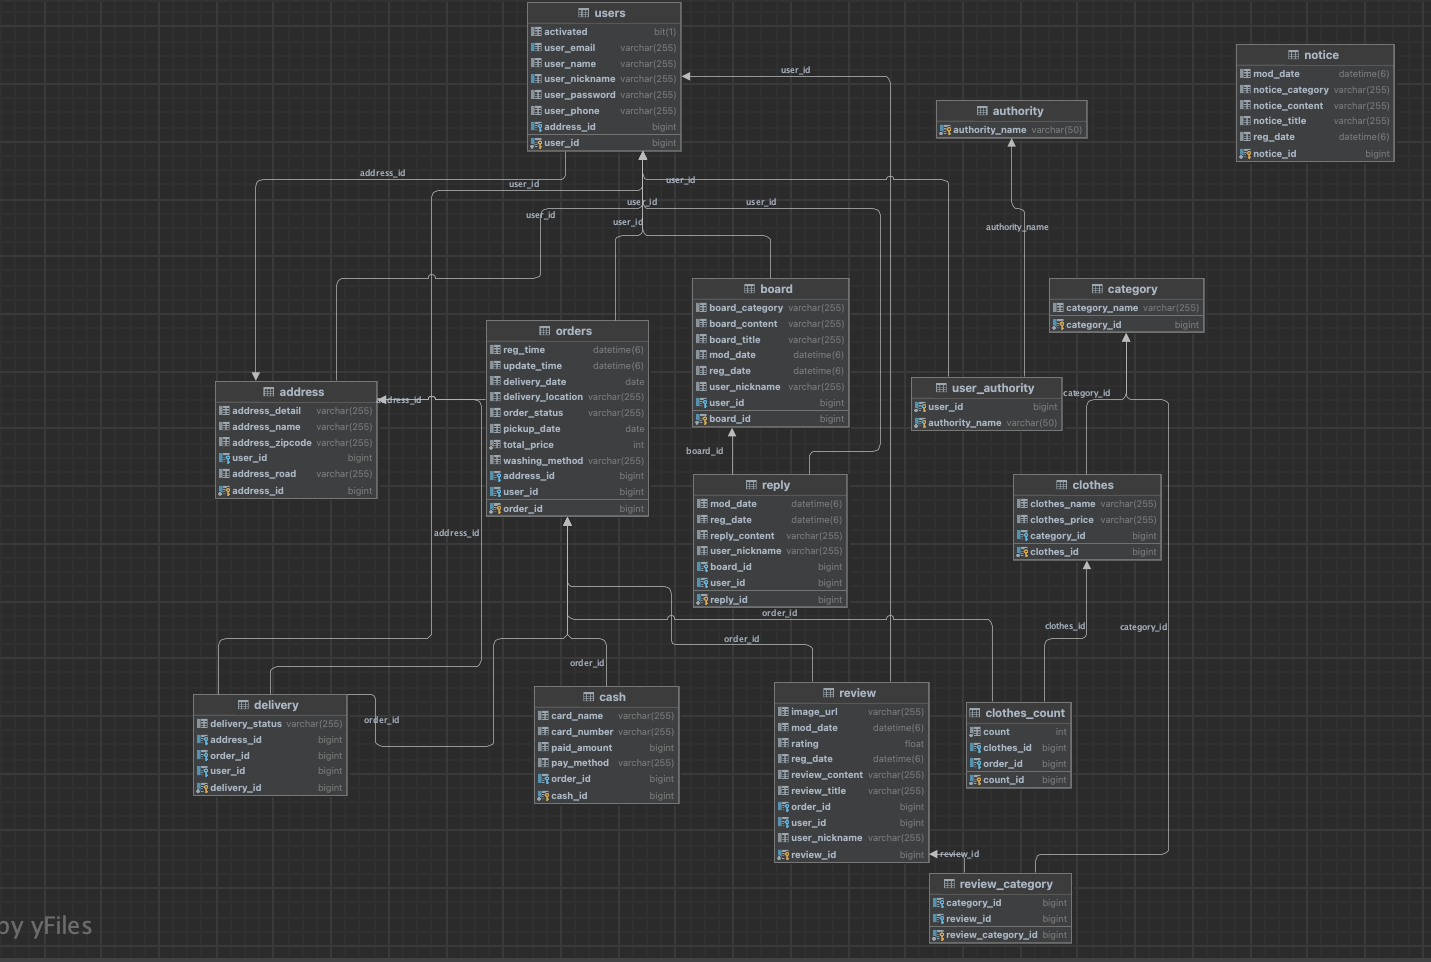 users
activated bit(1)
user_email varchar(255)
user_name varchar(255)
user_nickname varchar(255)
user_password varchar(255)
user_phone varchar(255)
address_id bigint
user_id bigint
notice
mod_date datetime(6)
notice_category varchar(255)
notice_content varchar(255)
notice_title varchar(255)
reg_date datetime(6)
notice_id bigint
user_id
authority
authority_name varchar(50)
address_id
user_id
user_id
user_id
user_id
user_id
user_id
authority_name
board
board_category varchar(255)
board_content varchar(255)
board_title varchar(255)
mod_date datetime(6)
reg_date datetime(6)
user_nickname varchar(255)
user_id bigint
board_id bigint
category
category_name varchar(255)
category_id bigint
orders
reg_time datetime(6)
update_time datetime(6)
delivery_date date
delivery_location varchar(255)
order_status varchar(255)
pickup_date date
total_price int
washing_method varchar(255)
address_id bigint
user_id bigint
order_id bigint
address
address_detail varchar(255)
address_name varchar(255)
address_zipcode varchar(255)
user_id bigint
address_road varchar(255)
address_id bigint
address_id
user_authority
user_id bigint
authority_name varchar(50)
category_id
board_id
reply
mod_date datetime(6)
reg_date datetime(6)
reply_content varchar(255)
user_nickname varchar(255)
board_id bigint
user_id bigint
reply_id bigint
clothes
clothes_name varchar(255)
clothes_price varchar(255)
category_id bigint
clothes_id bigint
address_id
order_id
order_id
order_id
clothes_id
category_id
delivery
delivery_status varchar(255)
address_id bigint
order_id bigint
user_id bigint
delivery_id bigint
order_id
cash
card_name varchar(255)
card_number varchar(255)
paid_amount bigint
pay_method varchar(255)
order_id bigint
cash_id bigint
review
image_url varchar(255)
mod_date datetime(6)
rating float
reg_date datetime(6)
review_content varchar(255)
review_title varchar(255)
order_id bigint
user_id bigint
user_nickname varchar(255)
review_id bigint
clothes_count
count int
clothes_id bigint
order_id bigint
count_id bigint
review_id
review_category
category_id bigint
review_id bigint
review_category_id bigint
by yFiles